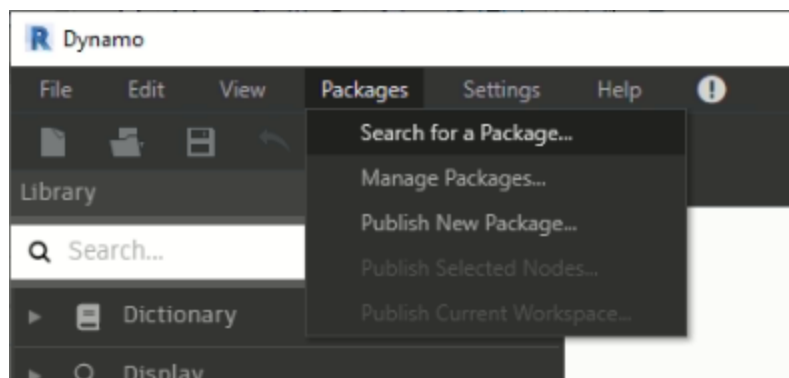 R Dynamo
File Edit View Packages Settings Help
Search for a Package...
Manage Packages...
Library
Publish New Package...
Search...
Publish Selected Nodes...
Dictionary
Publish Current Workspace...
Display